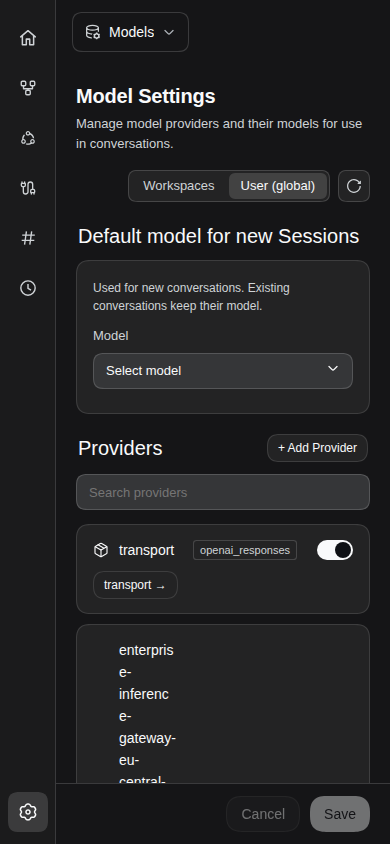 Models
Model Settings
Manage model providers and their models for use
in conversations.
Workspaces
User (global)
Default model for new Sessions
Used for new conversations. Existing
conversations keep their model.
Model
Select model
Providers
+ Add Provider
Search providers
transport
openai_responses
transport →
enterpris
e-
inferenc
e-
gateway-
eu-
central-
Cancel
Save